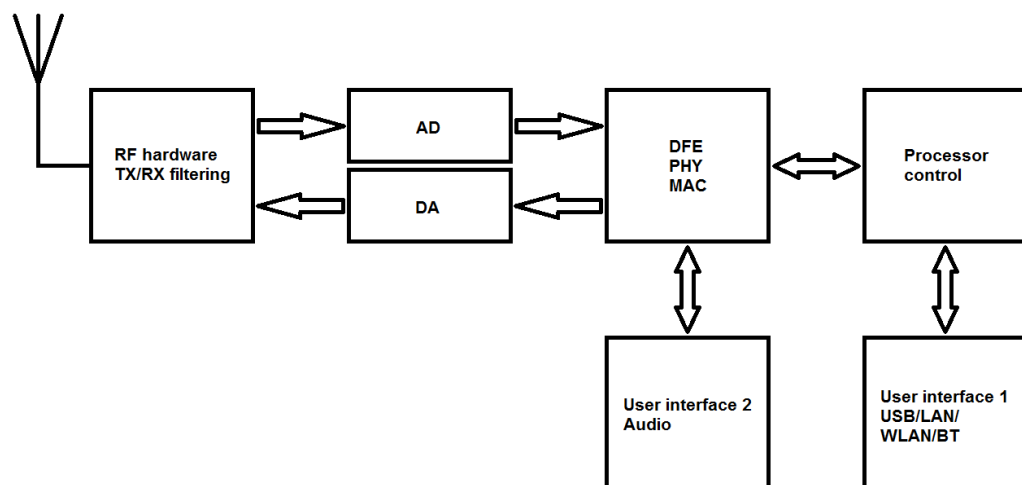 RF hardware
TX/RX filtering
AD
DA
DFE
PHY
MAC
Processor
control
User interface 2
Audio
User interface 1
USB/LAN/
WLAN/BT